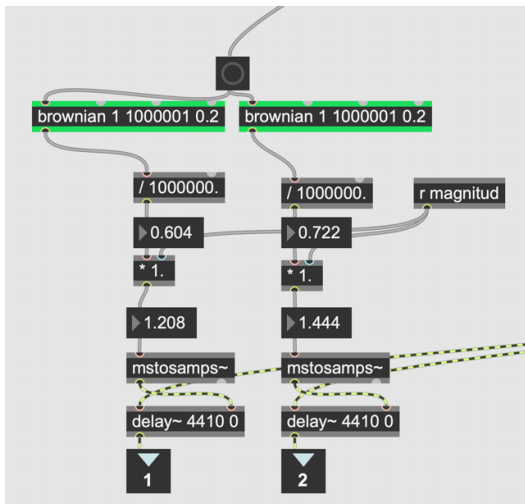 brownian 1 1000001 0.2 brownian 1 1000001 0.2
/ 1000000. / 1000000. r magnitud
0.604 0.722
* 1. * 1.
1.208 1.444
mstosamps~ mstosamps~
delay~ 4410 0 delay~ 4410 0
1 2